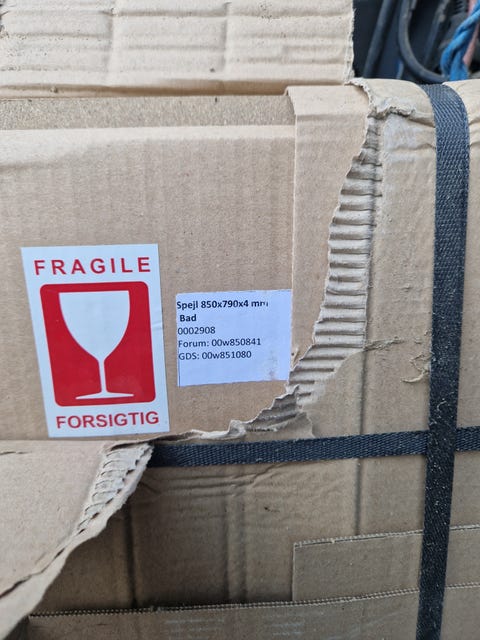 FRAGILE
FORSIGTIG
Spejl 850x790x4 mm
Bad
0002908
Forum: 00w850841
GDS: 00w851080